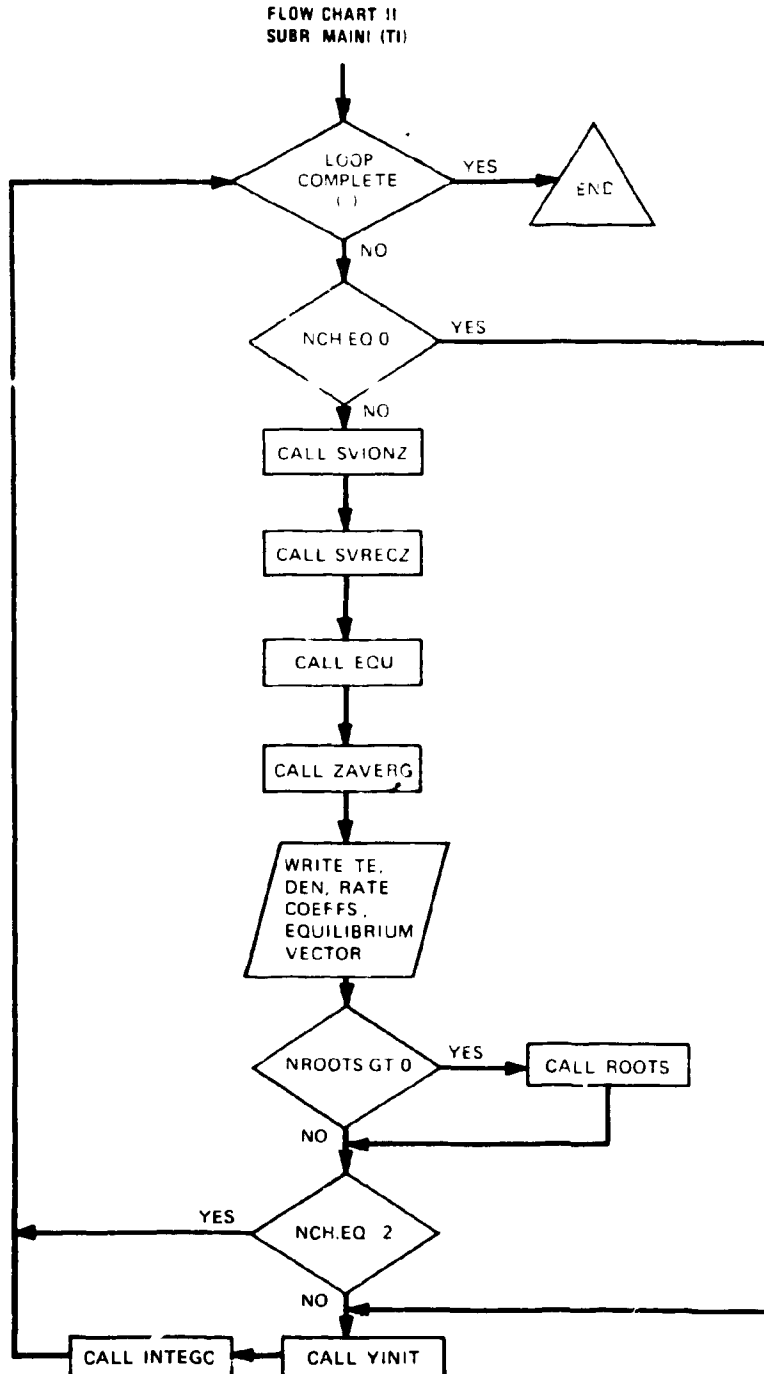 FLOW CHART II
SUBR MAINI (TI)
LOOP
COMPLETE
( )
YES
END
NO
NCH EQ 0
YES
NO
CALL SVIONZ
CALL SVRECZ
CALL EQU
CALL ZAVERG
WRITE TE,
DEN, RATE
COEFFS,
EQUILIBRIUM
VECTOR
NROOTS GT 0
YES
CALL ROOTS
NO
YES
NCH.EQ 2
NO
CALL INTEGC
CALL YINIT